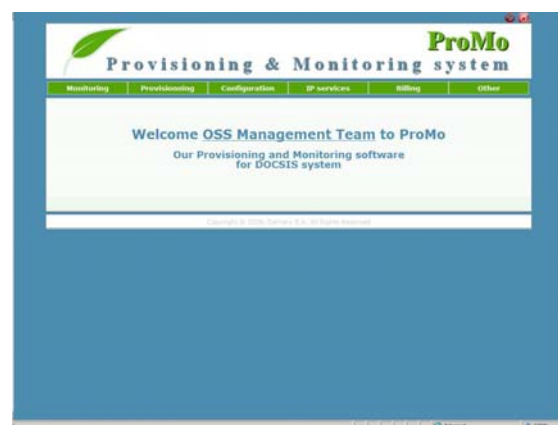 ProMo
Provisioning & Monitoring system
Monitoring Provisionning Configuration IP services Billing Other
Welcome OSS Management Team to ProMo
Our Provisioning and Monitoring software
for DOCSIS system